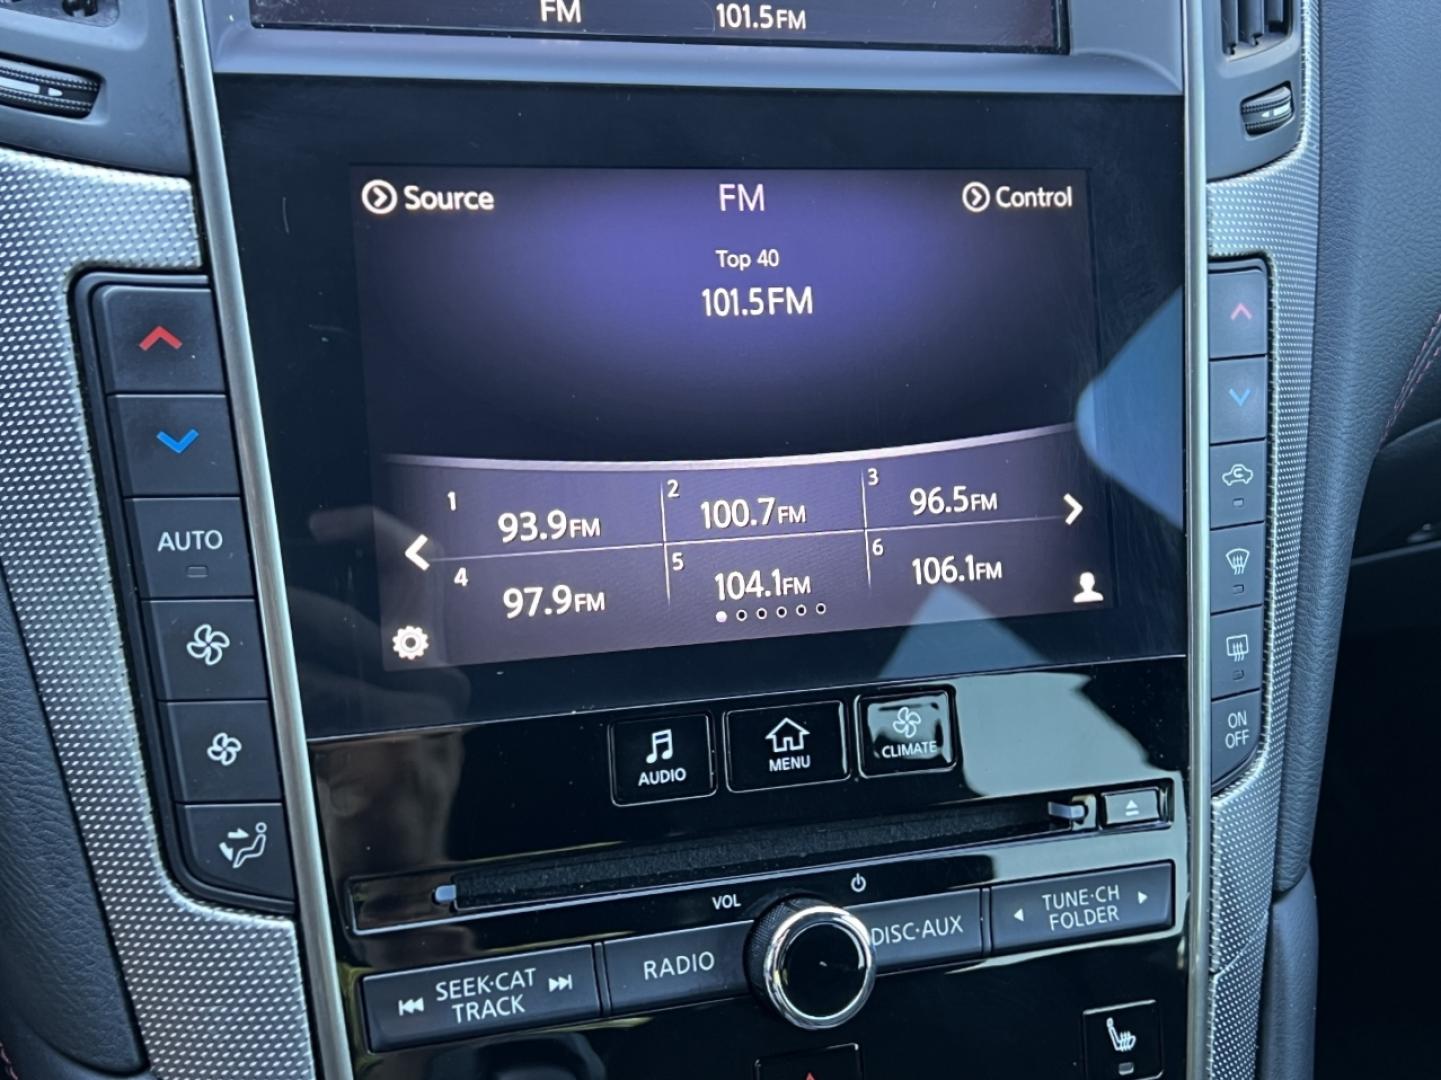 FM 101.5FM
Source FM Control
Top 40
101.5FM
1 93.9FM 2 100.7FM 3 96.5FM
4 97.9FM 5 104.1FM 6 106.1FM
AUTO
ON
OFF
AUDIO MENU CLIMATE
VOL
SEEK·CAT
TRACK
RADIO
DISC·AUX
TUNE·CH
FOLDER